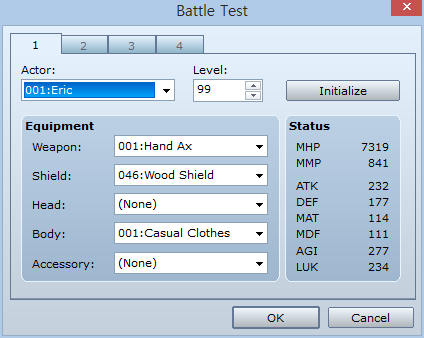 Battle Test
1 2 3 4
Actor: Level:
001:Eric 99 Initialize
Equipment Status
Weapon: 001:Hand Ax MHP 7319
Shield: 046:Wood Shield MMP 841
Head: (None) ATK 232
DEF 177
Body: 001:Casual Clothes MAT 114
MDF 111
Accessory: (None) AGI 277
LUK 234
OK Cancel